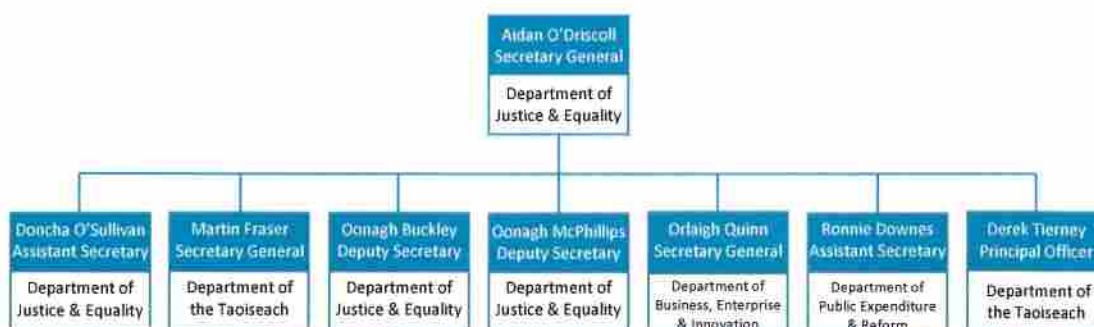 Aidan O'Driscoll
Secretary General
Department of
Justice & Equality
Doncha O'Sullivan
Assistant Secretary
Department of
Justice & Equality
Martin Fraser
Secretary General
Department of
the Taoiseach
Oonagh Buckley
Deputy Secretary
Department of
Justice & Equality
Oonagh McPhillips
Deputy Secretary
Department of
Justice & Equality
Orlaigh Quinn
Secretary General
Department of
Business, Enterprise
& Innovation
Ronnie Downes
Assistant Secretary
Department of
Public Expenditure
& Reform
Derek Tierney
Principal Officer
Department of
the Taoiseach